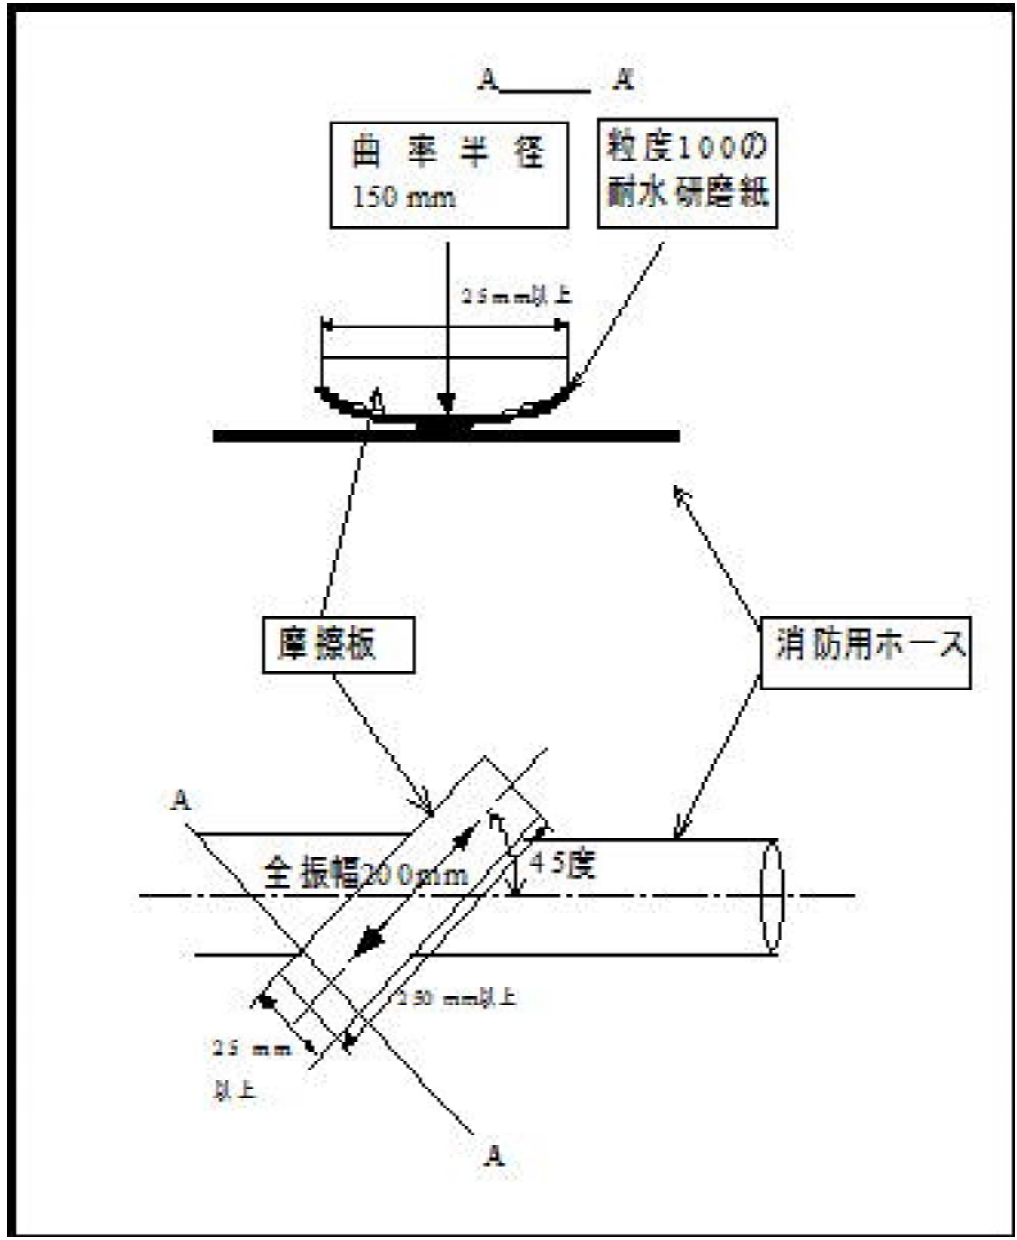 A A'
曲率半径
150 mm
粒度100の
耐水研磨紙
25mm以上
摩擦板
消防用ホース
A
全振幅200mm
45度
250 mm以上
25 mm
以上
A